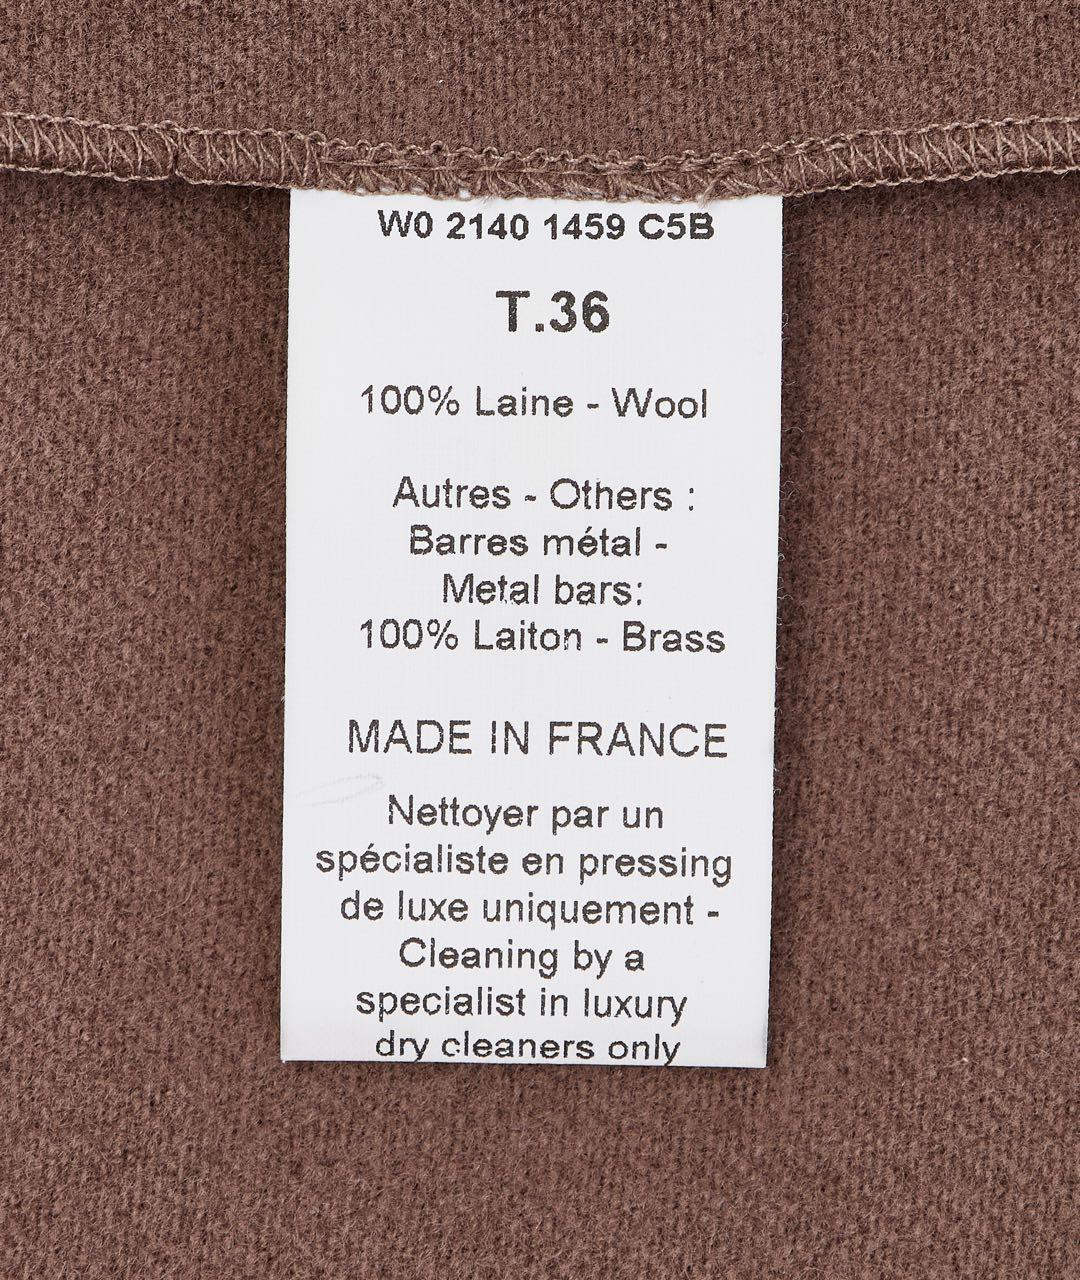 W0 2140 1459 C5B
T.36
100% Laine - Wool
Autres - Others :
Barres métal -
Metal bars:
100% Laiton - Brass
MADE IN FRANCE
Nettoyer par un
spécialiste en pressing
de luxe uniquement -
Cleaning by a
specialist in luxury
dry cleaners only